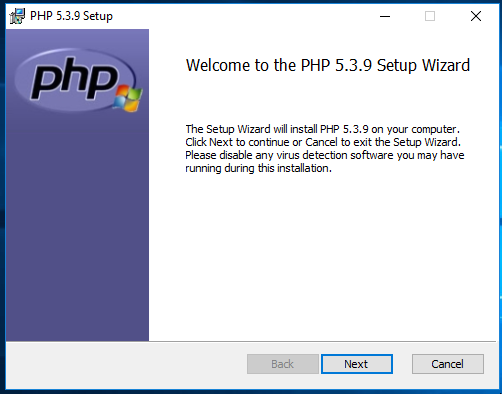 PHP 5.3.9 Setup
php
Welcome to the PHP 5.3.9 Setup Wizard
The Setup Wizard will install PHP 5.3.9 on your computer.
Click Next to continue or Cancel to exit the Setup Wizard.
Please disable any virus detection software you may have
running during this installation.
Back Next Cancel